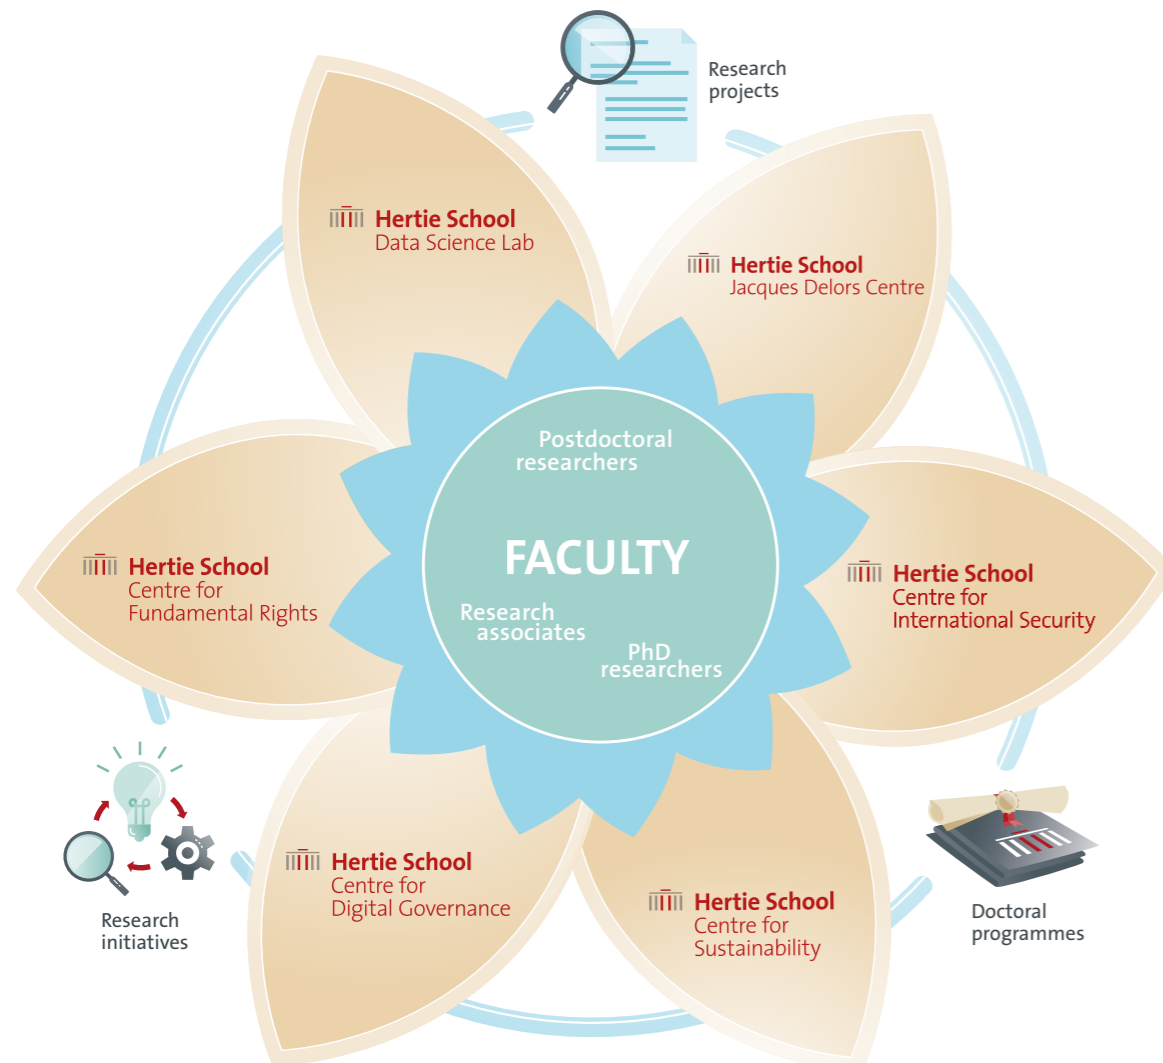 Research
projects
Hertie School
Data Science Lab
Hertie School
Jacques Delors Centre
Postdoctoral
researchers
FACULTY
Research
associates
PhD
researchers
Hertie School
Centre for
Fundamental Rights
Hertie School
Centre for
International Security
Hertie School
Centre for
Digital Governance
Hertie School
Centre for
Sustainability
Research
initiatives
Doctoral
programmes